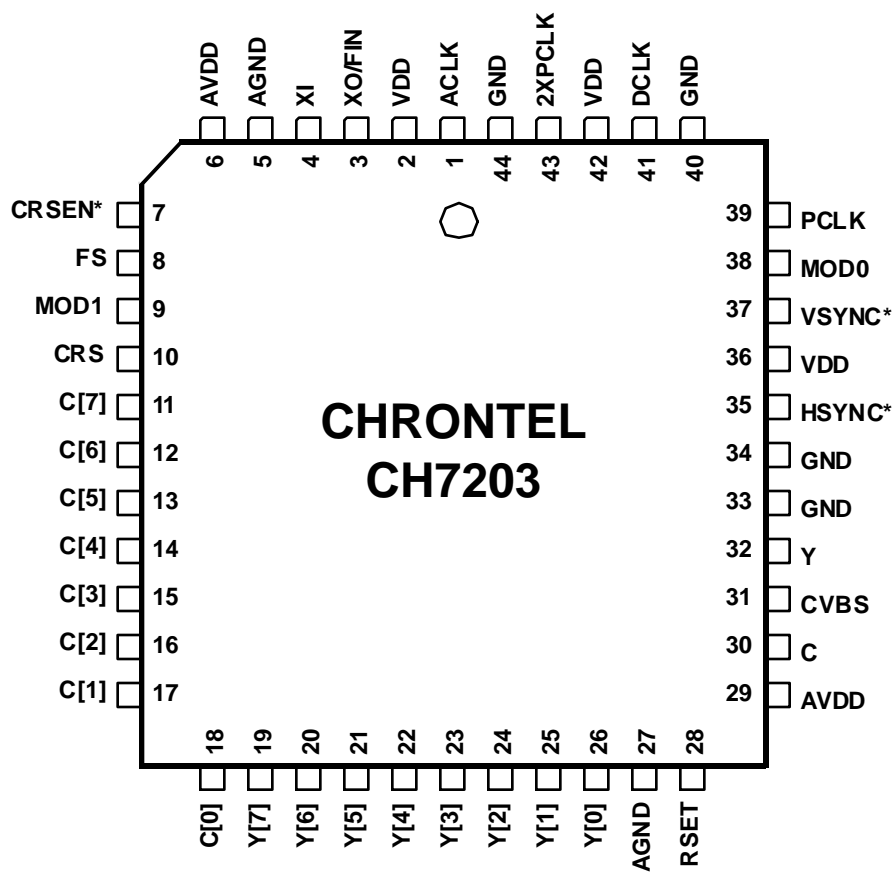 AVDD AGND XI XO/FIN VDD ACLK GND 2XPCLK VDD DCLK GND
6 5 4 3 2 1 44 43 42 41 40
CRSEN* 7
FS 8
MOD1 9
CRS 10
C[7] 11
C[6] 12
C[5] 13
C[4] 14
C[3] 15
C[2] 16
C[1] 17
CHRONTEL
CH7203
39 PCLK
38 MOD0
37 VSYNC*
36 VDD
35 HSYNC*
34 GND
33 GND
32 Y
31 CVBS
30 C
29 AVDD
18 19 20 21 22 23 24 25 26 27 28
C[0] Y[7] Y[6] Y[5] Y[4] Y[3] Y[2] Y[1] Y[0] AGND RSET